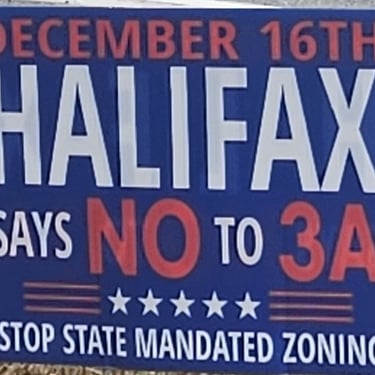 DECEMBER 16TH
HALIFAX
SAYS NO TO 3A
STOP STATE MANDATED ZONING